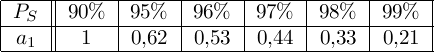 P_S 90% 95% 96% 97% 98% 99%
a_1 1 0,62 0,53 0,44 0,33 0,21